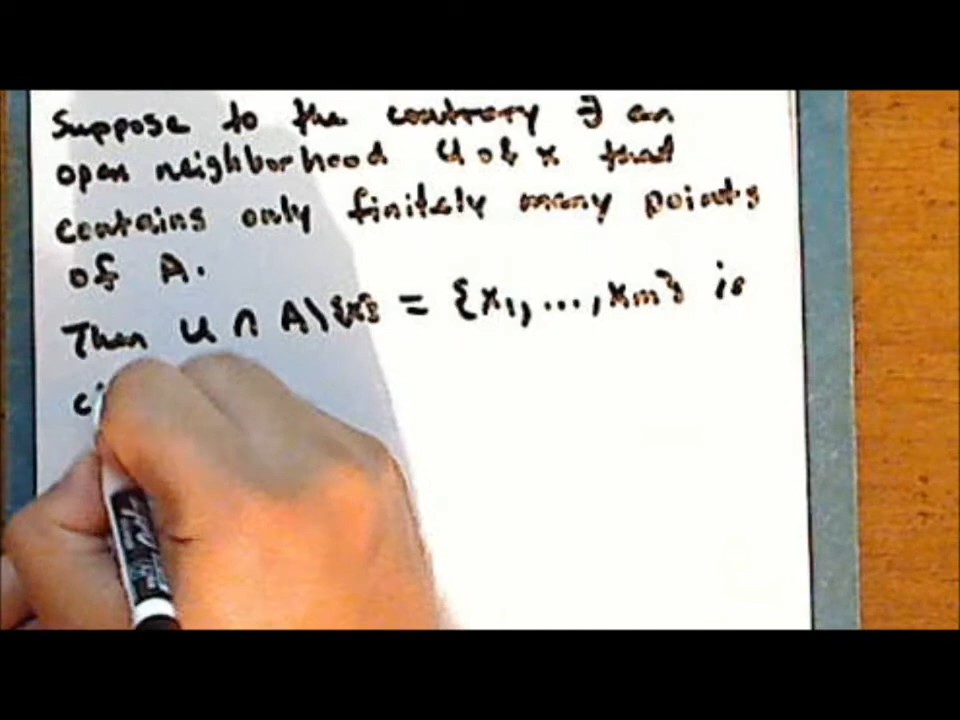 Suppose to the contrary ∃ an
open neighborhood U of x that
contains only finitely many points
of A.
Then U ∩ A\{x} = {x₁, ..., xₘ} is